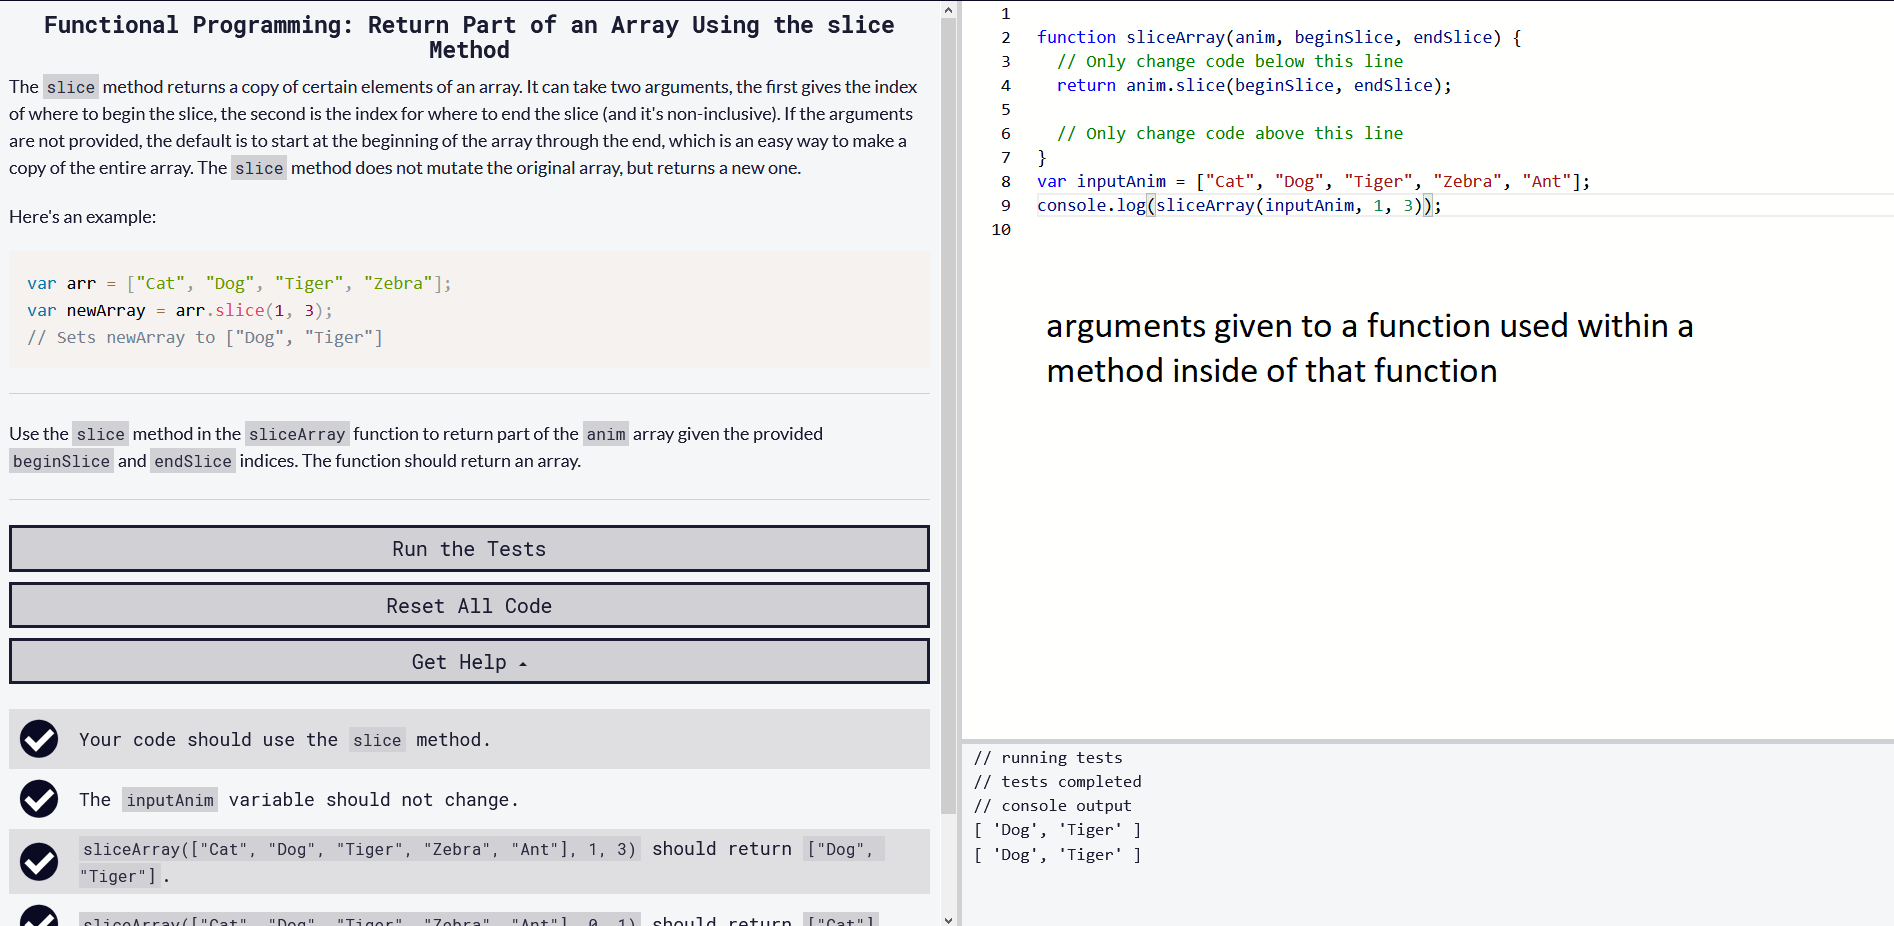 Functional Programming: Return Part of an Array Using the slice
Method
The slice method returns a copy of certain elements of an array. It can take two arguments, the first gives the index
of where to begin the slice, the second is the index for where to end the slice (and it's non-inclusive). If the arguments
are not provided, the default is to start at the beginning of the array through the end, which is an easy way to make a
copy of the entire array. The slice method does not mutate the original array, but returns a new one.
Here's an example:
var arr = ["Cat", "Dog", "Tiger", "Zebra"];
var newArray = arr.slice(1, 3);
// Sets newArray to ["Dog", "Tiger"]
Use the slice method in the sliceArray function to return part of the anim array given the provided
beginSlice and endSlice indices. The function should return an array.
Run the Tests
Reset All Code
Get Help
Your code should use the slice method.
The inputAnim variable should not change.
sliceArray(["Cat", "Dog", "Tiger", "Zebra", "Ant"], 1, 3) should return ["Dog",
"Tiger"].
sliceArray(["Cat", "Dog", "Tiger", "Zebra", "Ant"], 0, 1) should return ["Cat"]
1
2 function sliceArray(anim, beginSlice, endSlice) {
3 // Only change code below this line
4 return anim.slice(beginSlice, endSlice);
5
6 // Only change code above this line
7 }
8 var inputAnim = ["Cat", "Dog", "Tiger", "Zebra", "Ant"];
9 console.log(sliceArray(inputAnim, 1, 3));
10
arguments given to a function used within a
method inside of that function
// running tests
// tests completed
// console output
[ 'Dog', 'Tiger' ]
[ 'Dog', 'Tiger' ]